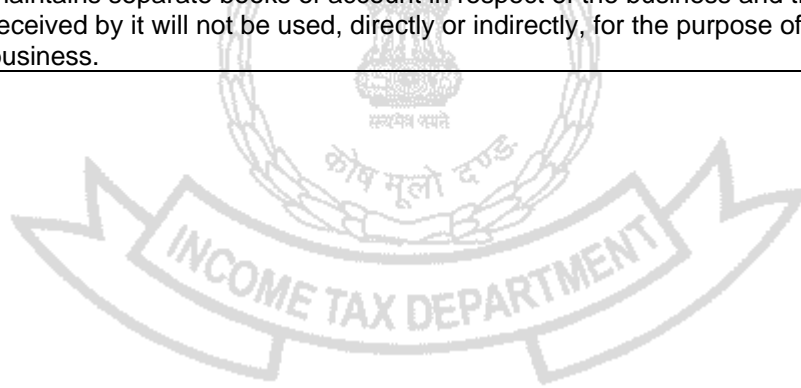 maintains separate books of account in respect of the business and
received by it will not be used, directly or indirectly, for the purpose of
business.
सत्यमेव जयते
कोष मूलो दण्ड
INCOME TAX DEPARTMENT